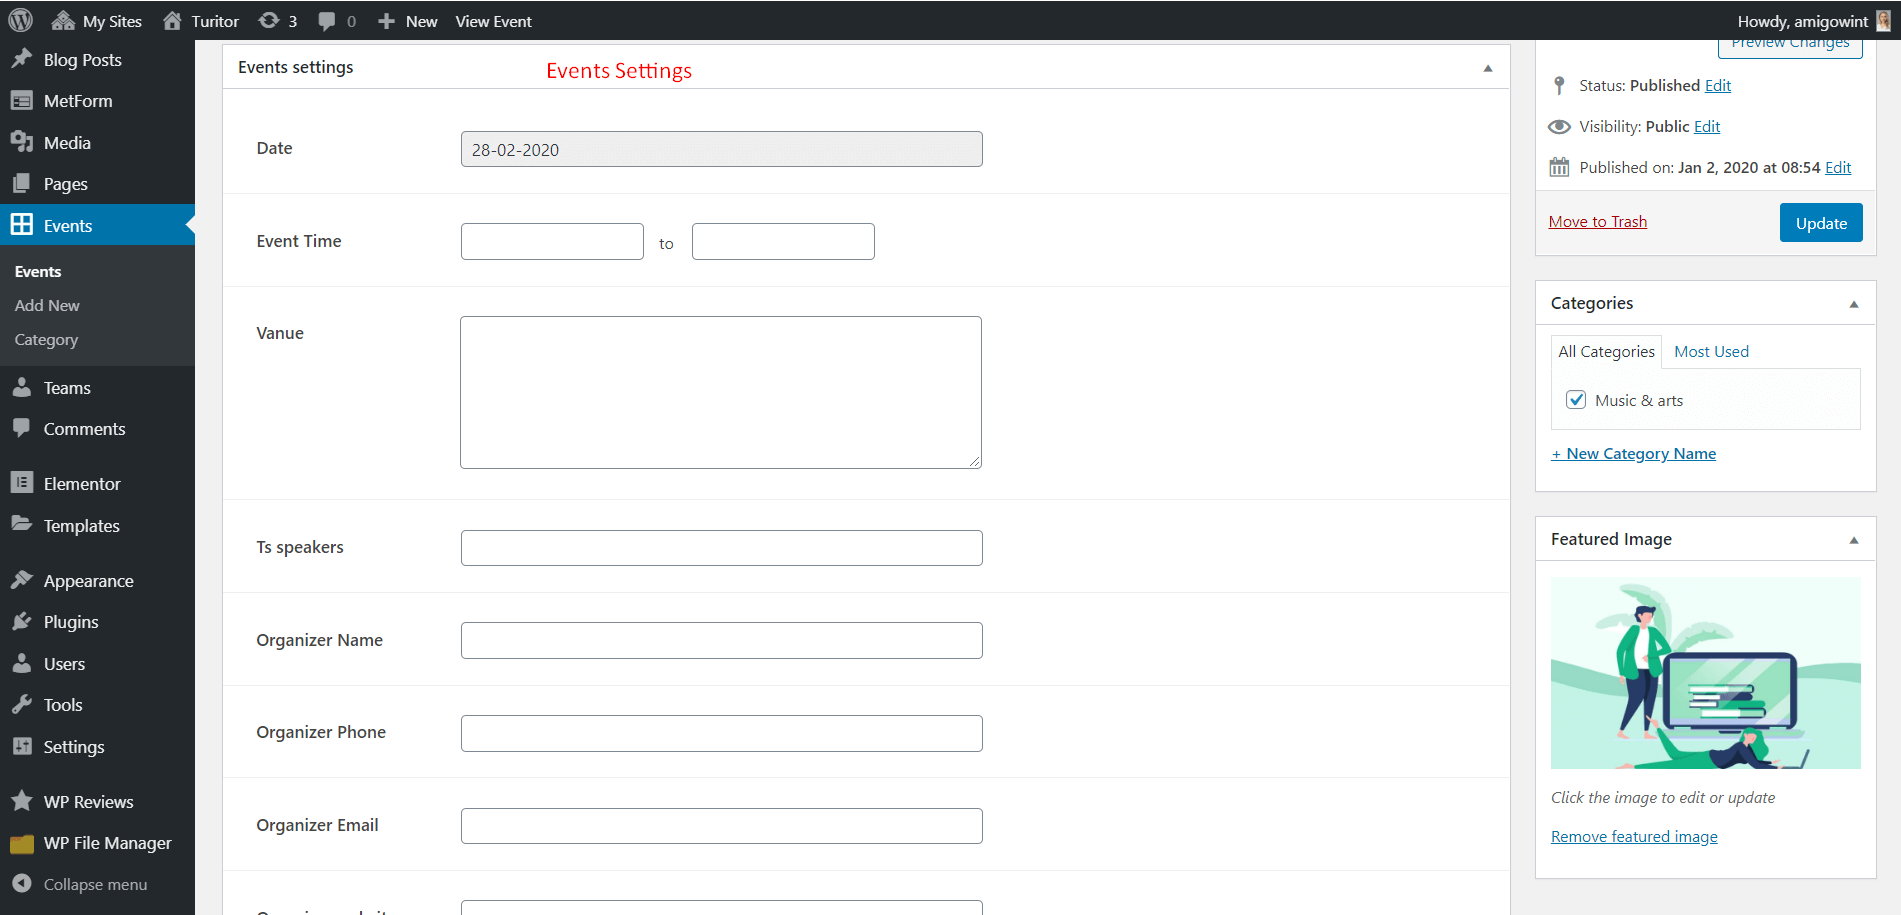 My Sites Turitor 3 0 New View Event Howdy, amigowint
Blog Posts
MetForm
Media
Pages
Events
Events
Add New
Category
Teams
Comments
Elementor
Templates
Appearance
Plugins
Users
Tools
Settings
WP Reviews
WP File Manager
Collapse menu
Events settings
Events Settings
Date
28-02-2020
Event Time
to
Vanue
Ts speakers
Organizer Name
Organizer Phone
Organizer Email
Preview Changes
Status: Published Edit
Visibility: Public Edit
Published on: Jan 2, 2020 at 08:54 Edit
Move to Trash
Update
Categories
All Categories Most Used
Music & arts
+ New Category Name
Featured Image
Click the image to edit or update
Remove featured image